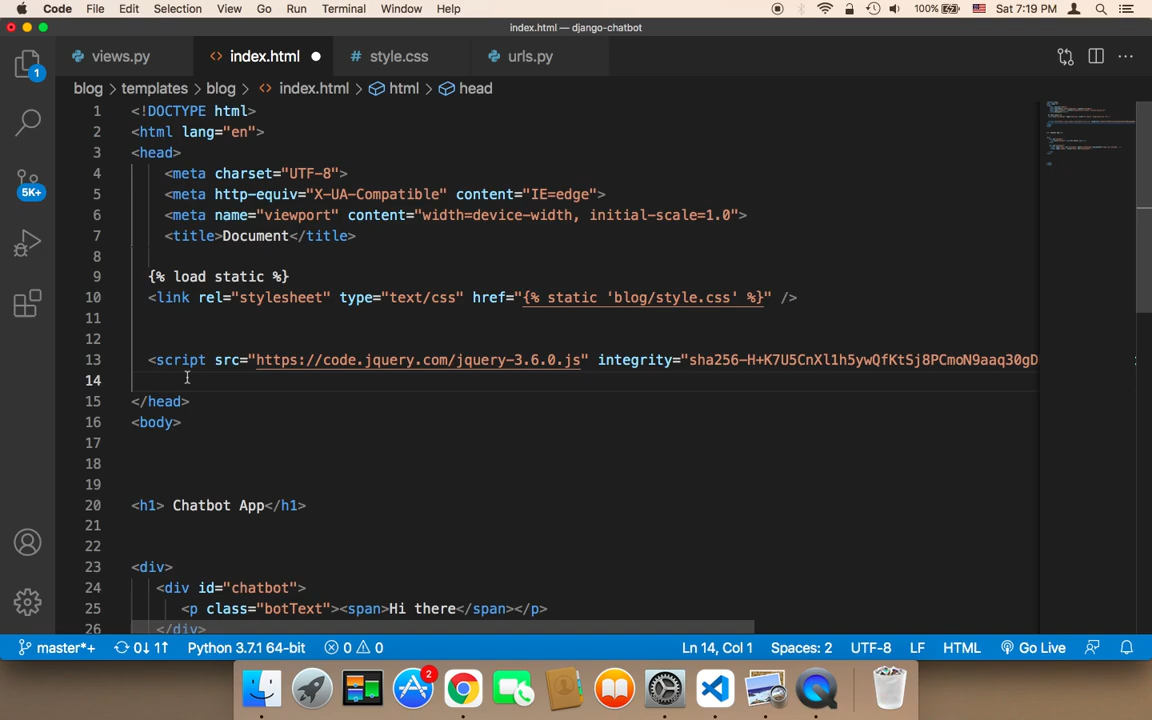 Code File Edit Selection View Go Run Terminal Window Help 100% Sat 7:19 PM
index.html — django-chatbot
views.py <> index.html # style.css urls.py
blog > templates > blog > <> index.html > html > head
1 <!DOCTYPE html>
2 <html lang="en">
3 <head>
4 <meta charset="UTF-8">
5 <meta http-equiv="X-UA-Compatible" content="IE=edge">
6 <meta name="viewport" content="width=device-width, initial-scale=1.0">
7 <title>Document</title>
8
9 {% load static %}
10 <link rel="stylesheet" type="text/css" href="{% static 'blog/style.css' %}" />
11
12
13 <script src="https://code.jquery.com/jquery-3.6.0.js" integrity="sha256-H+K7U5CnXl1h5ywQfKtSj8PCmoN9aaq30gD
14
15 </head>
16 <body>
17
18
19
20 <h1> Chatbot App</h1>
21
22
23 <div>
24 <div id="chatbot">
25 <p class="botText"><span>Hi there</span></p>
26 </div>
1
5K+
master*+ 0↓ 1↑ Python 3.7.1 64-bit 0 0 Ln 14, Col 1 Spaces: 2 UTF-8 LF HTML Go Live
2